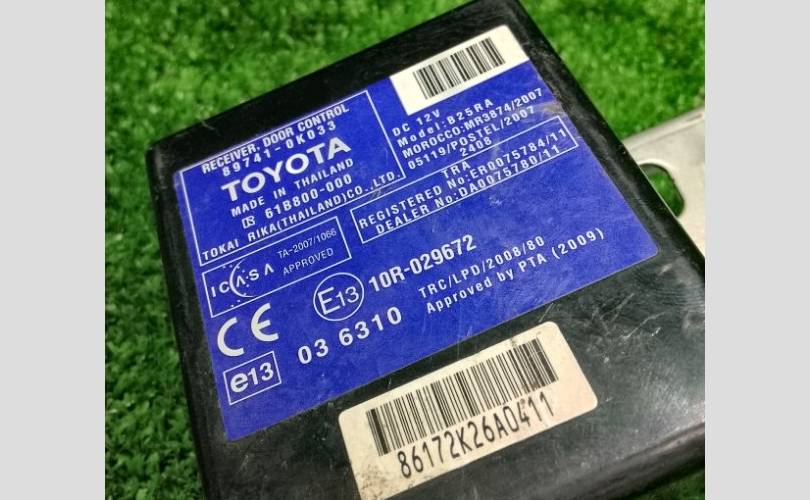 RECEIVER, DOOR CONTROL
89741-0K033
TOYOTA
MADE IN THAILAND
61B800-000
TOKAI RIKA(THAILAND)CO.,LTD.
DC 12V
Model: B25RA
MOROCCO:MR3874/2007
05119/POSTEL/2007
2408
TRA
REGISTERED No:ER0075784/11
DEALER No:DA0075780/11
ICASA
TA-2007/1066
APPROVED
E13
10R-029672
TRC/LPD/2008/80
Approved by PTA (2009)
CE
e13
03 6310
86172K26A0411